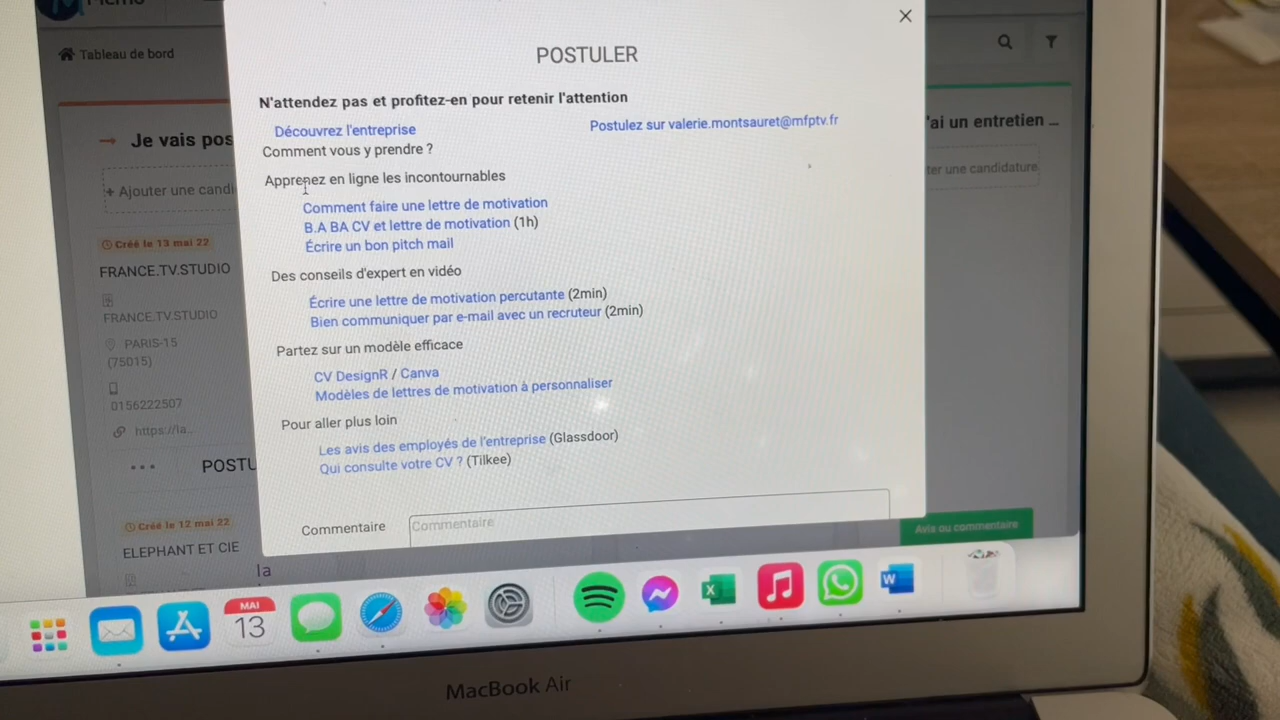 POSTULER
N'attendez pas et profitez-en pour retenir l'attention
Découvrez l'entreprise
Postulez sur valerie.montsauret@mfptv.fr
Comment vous y prendre ?
Apprenez en ligne les incontournables
Comment faire une lettre de motivation
B.A BA CV et lettre de motivation (1h)
Écrire un bon pitch mail
Des conseils d'expert en vidéo
Écrire une lettre de motivation percutante (2min)
Bien communiquer par e-mail avec un recruteur (2min)
Partez sur un modèle efficace
CV DesignR / Canva
Modèles de lettres de motivation à personnaliser
Pour aller plus loin
Les avis des employés de l'entreprise (Glassdoor)
Qui consulte votre CV ? (Tilkee)
Commentaire
Commentaire
Tableau de bord
Je vais pos
+ Ajouter une candi
Créé le 13 mai 22
FRANCE.TV.STUDIO
FRANCE.TV.STUDIO
PARIS-15
(75015)
0156222507
https://la..
POSTU
Créé le 12 mai 22
ELEPHANT ET CIE
la
'ai un entretien ...
ter une candidature
Avis ou commentaire
MAI
13
MacBook Air